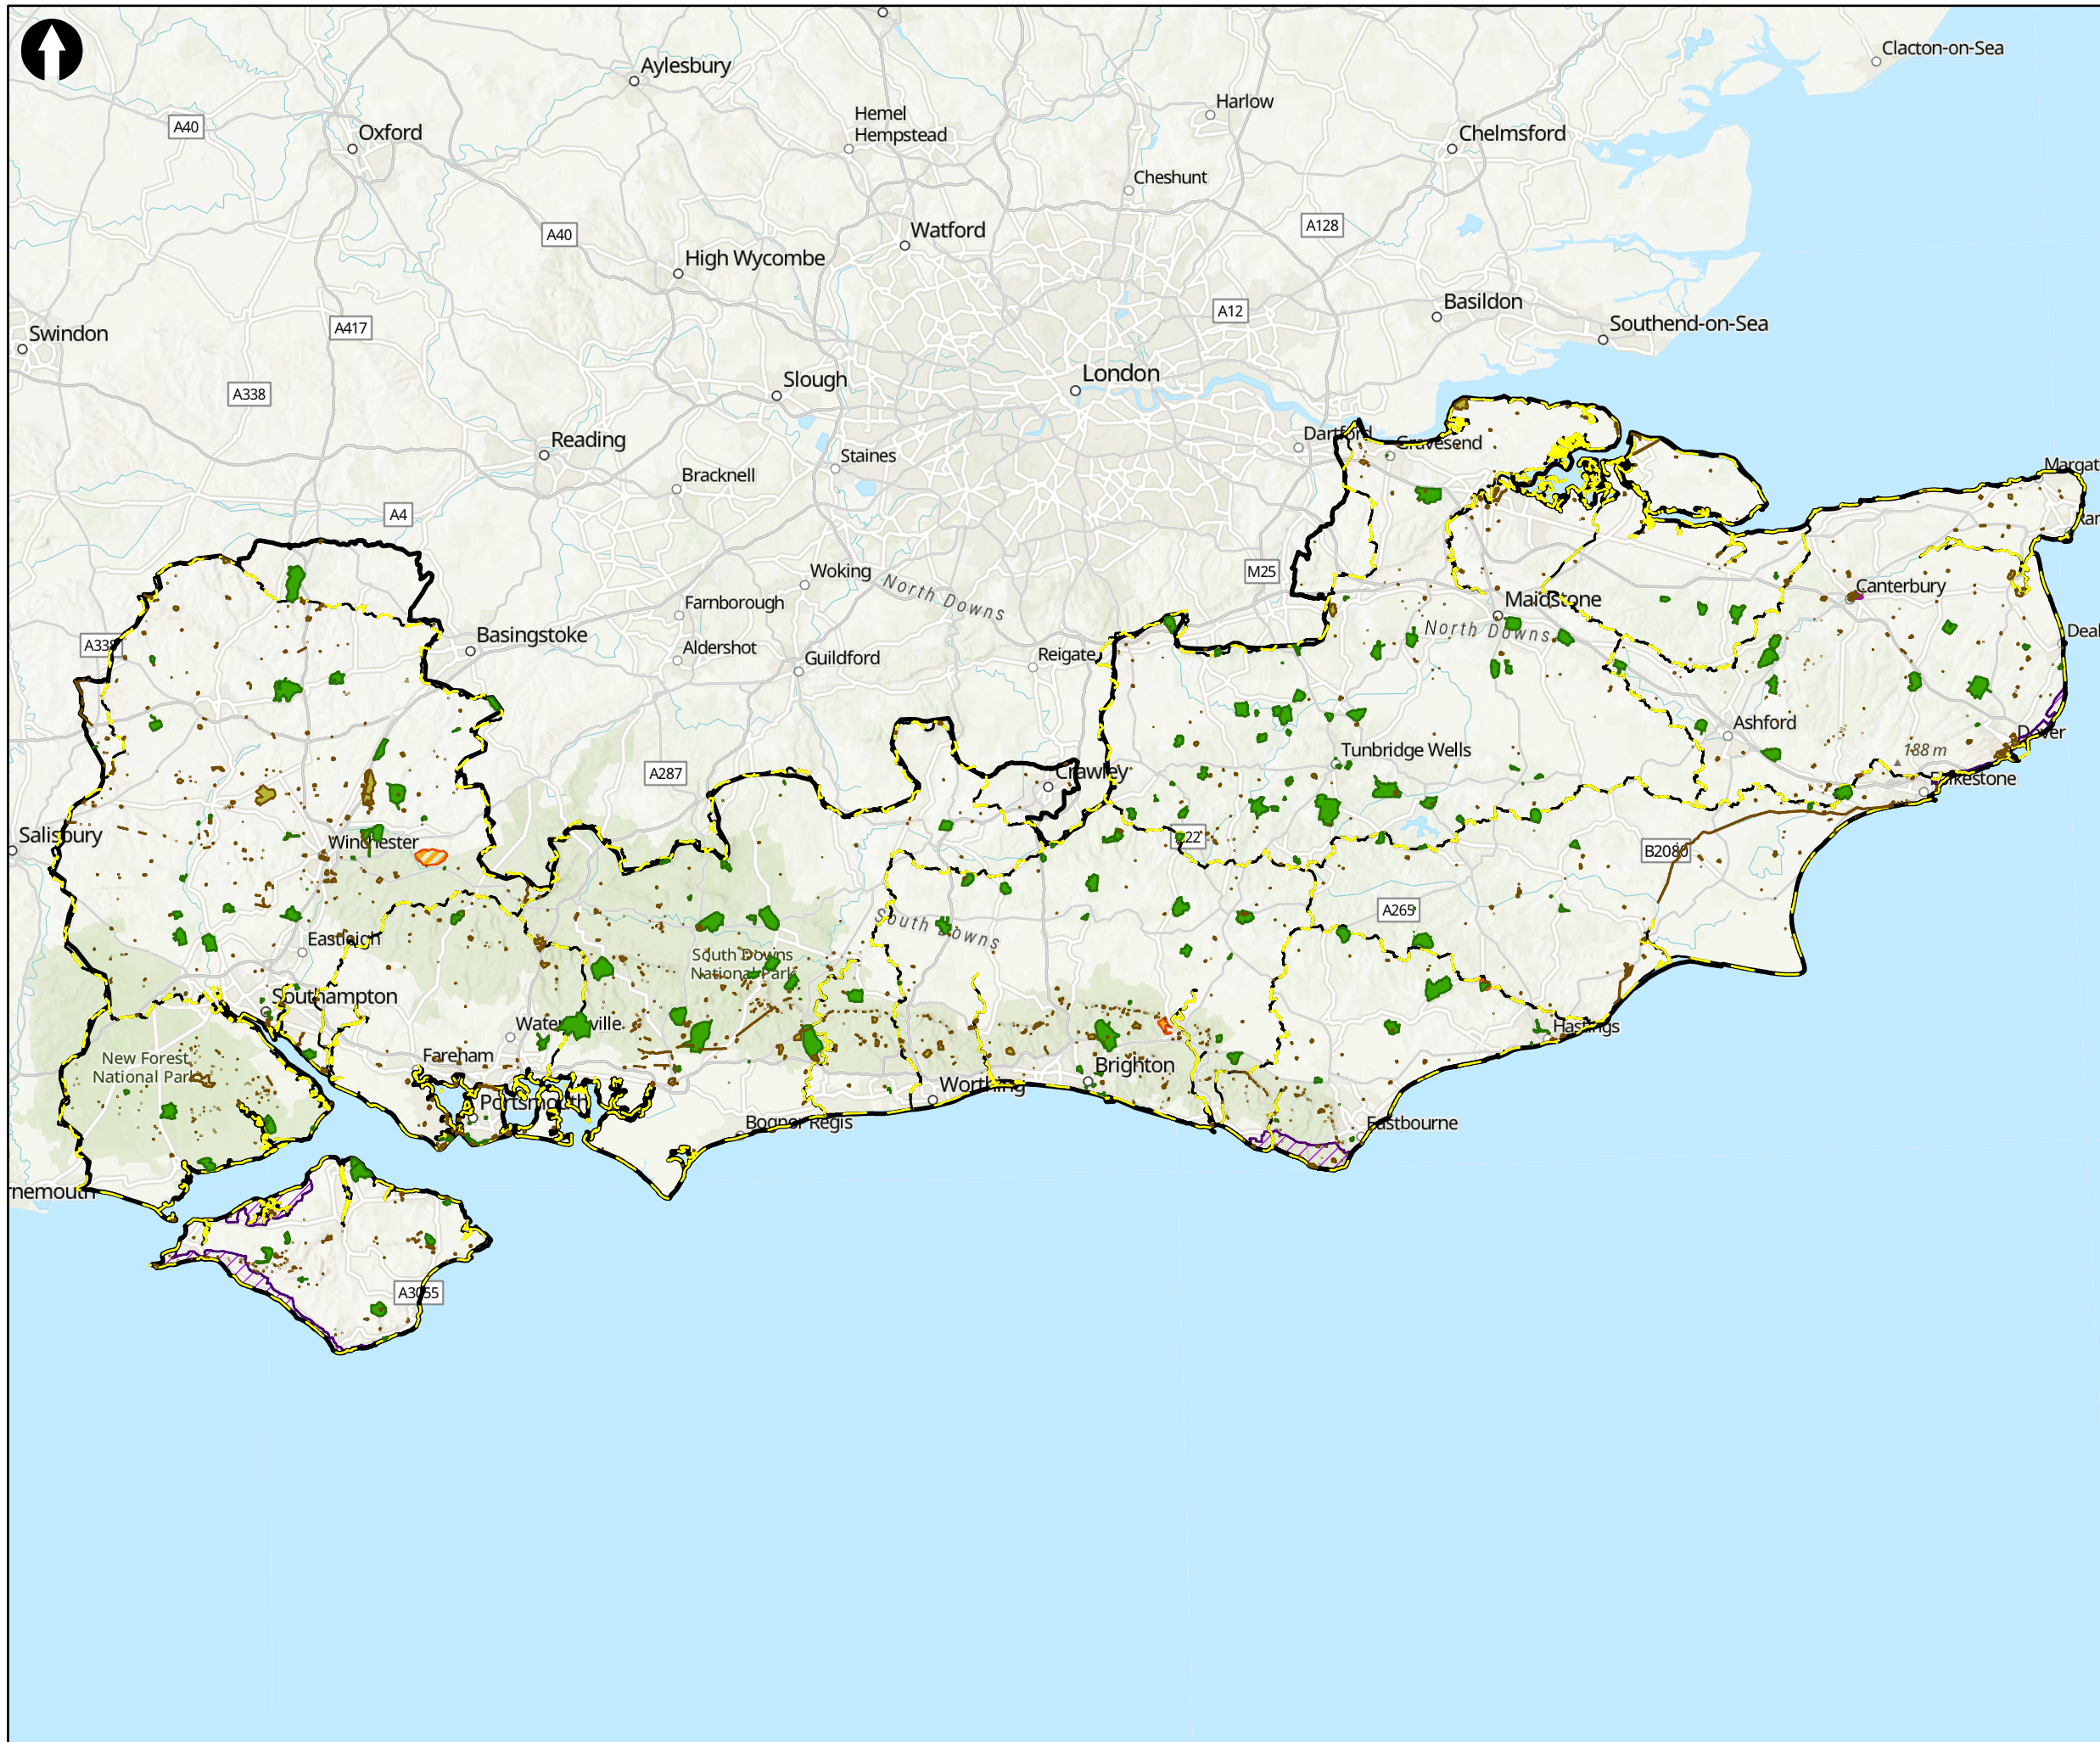 Clacton-on-Sea
Aylesbury
Harlow
Hemel
Hempstead
A40
Oxford
Chelmsford
Cheshunt
A40
Watford
A128
High Wycombe
Basildon
A12
Swindon
A417
Southend-on-Sea
London
Slough
A338
Reading
Dartford
Gravesend
Staines
Bracknell
A4
M25
Woking
North Downs
Canterbury
Farnborough
Maidstone
Basingstoke
North Downs
Aldershot
Guildford
Reigate
Ashford
Tunbridge Wells
188 m
A287
Crawley
Salisbury
Winchester
B2080
A265
South Downs
Eastleigh
South Downs
National Park
Southampton
Hastings
New Forest
National Park
Fareham
Brighton
Worthing
Portsmouth
Bognor Regis
Eastbourne
rnemouth
A3055